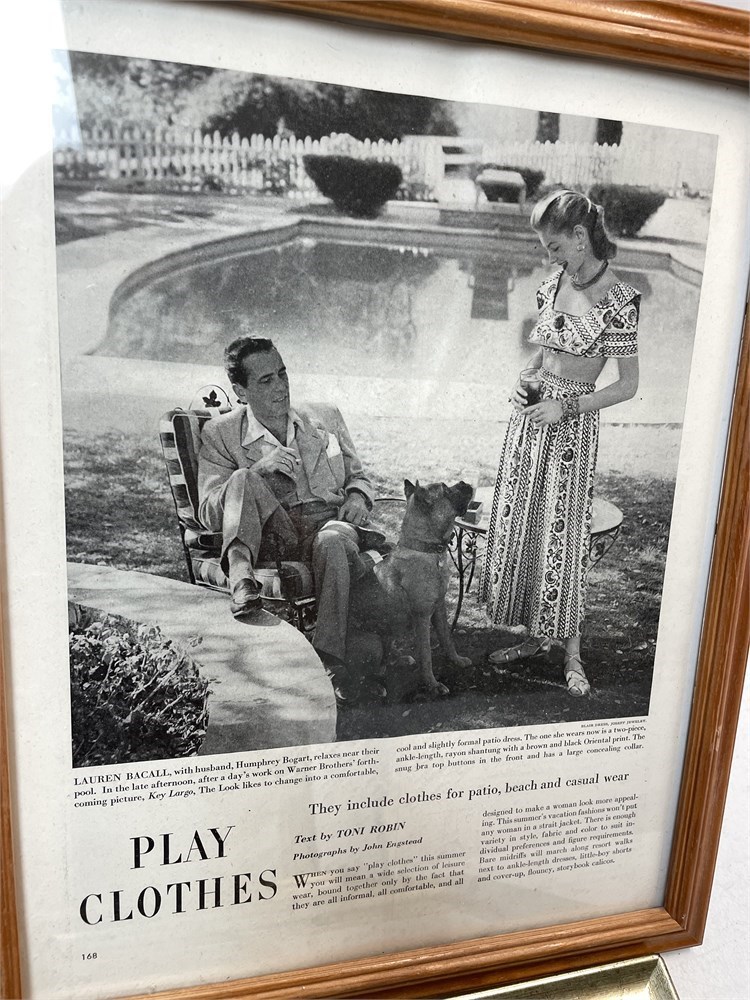 BLAIR DRESS, JOSEFF JEWELRY.
LAUREN BACALL, with husband, Humphrey Bogart, relaxes near their
pool. In the late afternoon, after a day's work on Warner Brothers' forth-
coming picture, Key Largo, The Look likes to change into a comfortable,
cool and slightly formal patio dress. The one she wears now is a two-piece,
ankle-length, rayon shantung with a brown and black Oriental print. The
snug bra top buttons in the front and has a large concealing collar.
They include clothes for patio, beach and casual wear
PLAY
CLOTHES
Text by TONI ROBIN
Photographs by John Engstead
WHEN you say "play clothes" this summer
you will mean a wide selection of leisure
wear, bound together only by the fact that
they are all informal, all comfortable, and all
designed to make a woman look more appeal-
ing. This summer's vacation fashions won't put
any woman in a strait jacket. There is enough
variety in style, fabric and color to suit in-
dividual preferences and figure requirements.
Bare midriffs will march along resort walks
next to ankle-length dresses, little-boy shorts
and cover-up, flouncy, storybook calicos.
168